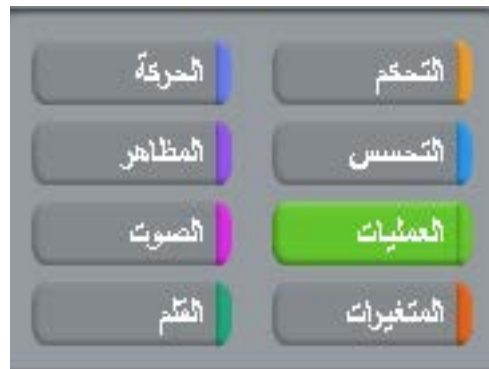 التحكم الحركة
التحسس المظاهر
العمليات الصوت
المتغيرات القلم